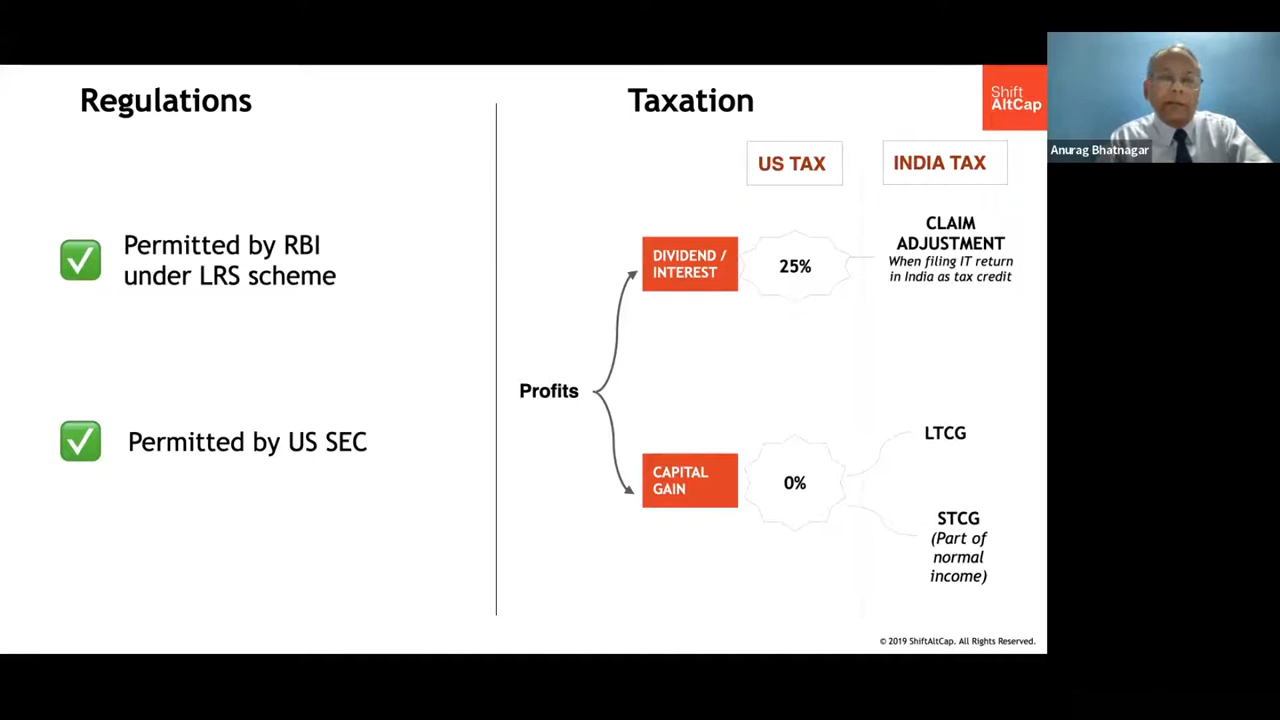 Regulations
Permitted by RBI
under LRS scheme
Permitted by US SEC
Taxation
Shift
AltCap
US TAX
INDIA TAX
DIVIDEND /
INTEREST
25%
CLAIM
ADJUSTMENT
When filing IT return
in India as tax credit
Profits
CAPITAL
GAIN
0%
LTCG
STCG
(Part of
normal
income)
© 2019 ShiftAltCap. All Rights Reserved.
Anurag Bhatnagar